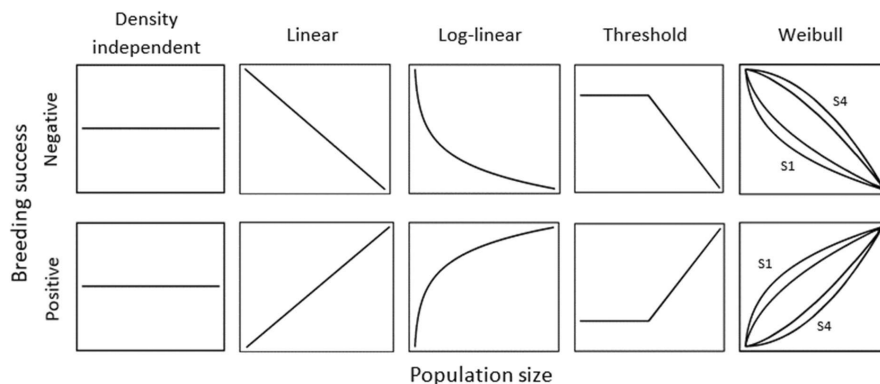 Density
independent
Linear
Log-linear
Threshold
Weibull
Breeding success
Negative
S4
S1
Positive
S1
S4
Population size